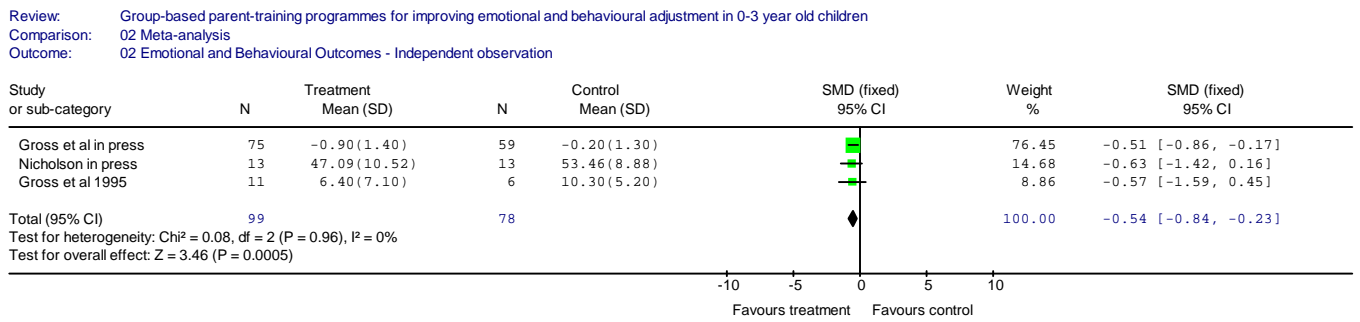 Review: Group-based parent-training programmes for improving emotional and behavioural adjustment in 0-3 year old children
Comparison: 02 Meta-analysis
Outcome: 02 Emotional and Behavioural Outcomes - Independent observation
Study Treatment Control SMD (fixed) Weight SMD (fixed)
or sub-category N Mean (SD) N Mean (SD) 95% CI % 95% CI
Gross et al in press 75 -0.90(1.40) 59 -0.20(1.30) 76.45 -0.51 [-0.86, -0.17]
Nicholson in press 13 47.09(10.52) 13 53.46(8.88) 14.68 -0.63 [-1.42, 0.16]
Gross et al 1995 11 6.40(7.10) 6 10.30(5.20) 8.86 -0.57 [-1.59, 0.45]
Total (95% CI) 99 78 100.00 -0.54 [-0.84, -0.23]
Test for heterogeneity: Chi² = 0.08, df = 2 (P = 0.96), I² = 0%
Test for overall effect: Z = 3.46 (P = 0.0005)
-10 -5 0 5 10
Favours treatment Favours control